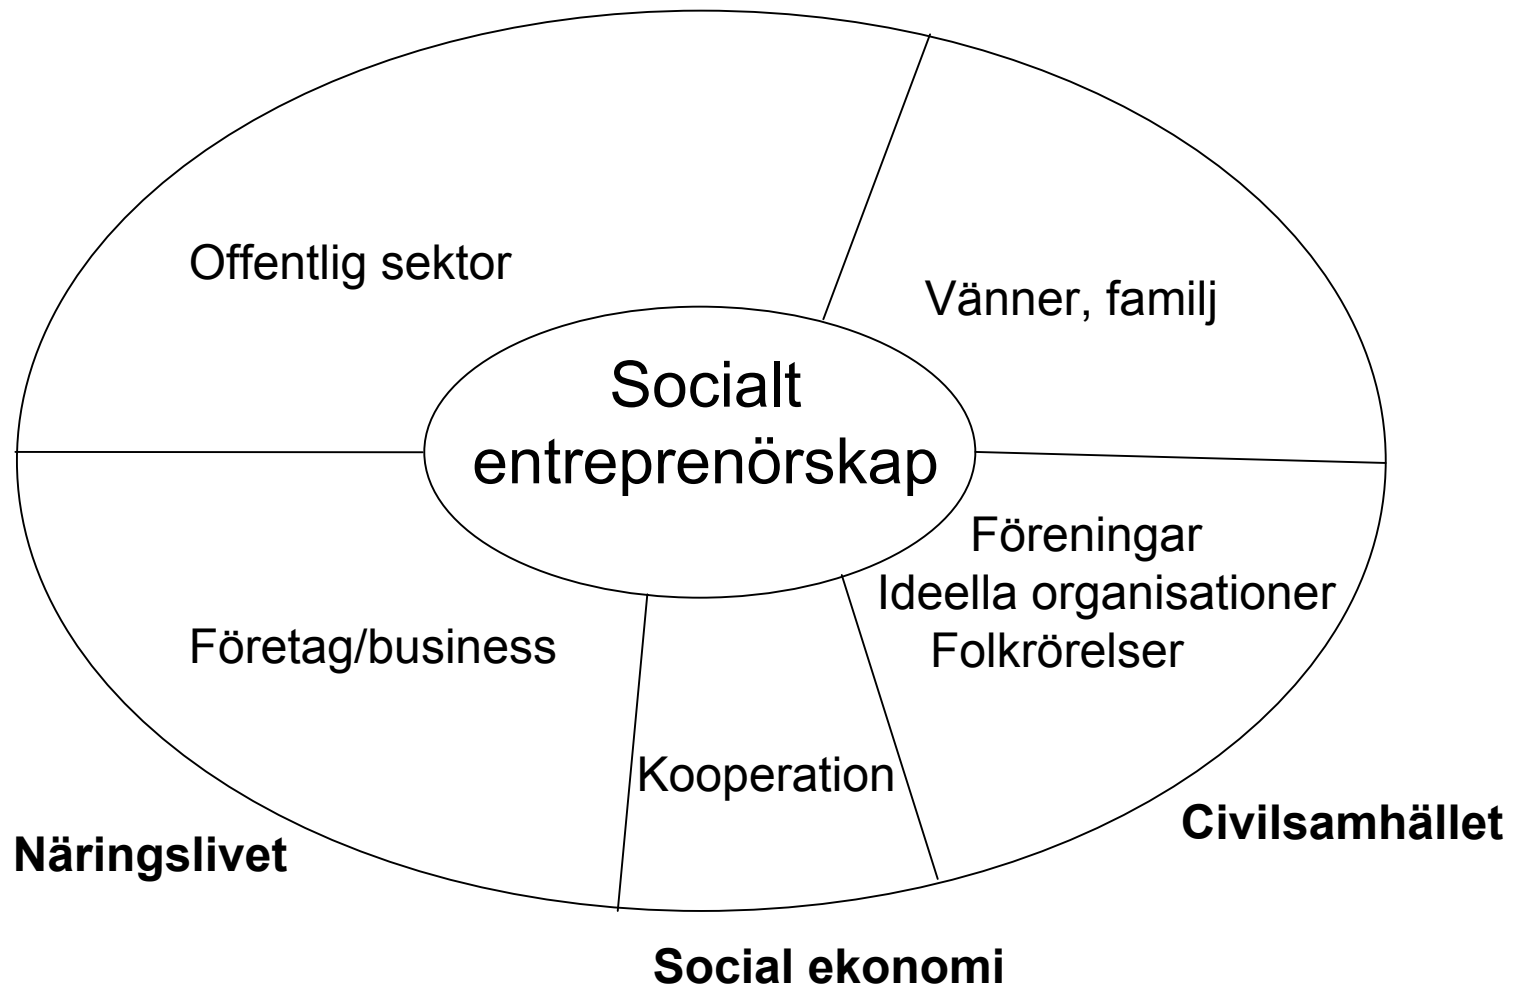 Offentlig sektor
Vänner, familj
Socialt
entreprenörskap
Föreningar
Ideella organisationer
Folkrörelser
Företag/business
Kooperation
Civilsamhället
Näringslivet
Social ekonomi